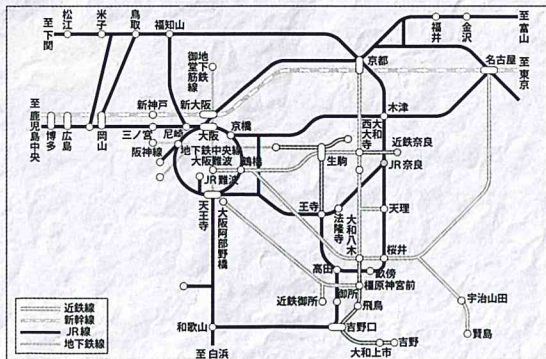 至下関
松江
米子
鳥取
福知山
地下鉄御堂筋線
京都
福井
金沢
至富山
名古屋
至東京
至鹿児島中央
博多
広島
岡山
新神戸
新大阪
三ノ宮
尼崎
大阪
京橋
木津
阪神線
地下鉄中央線
大阪難波
鶴橋
JR難波
生駒
西大寺
大和
近鉄奈良
JR奈良
天王寺
大阪阿部野橋
王寺
法隆寺
大和八木
天理
桜井
高田
畝傍
御所
橿原神宮前
近鉄御所
飛鳥
宇治山田
賢島
和歌山
吉野口
吉野
大和上市
至白浜
近鉄線
新幹線
JR線
地下鉄線